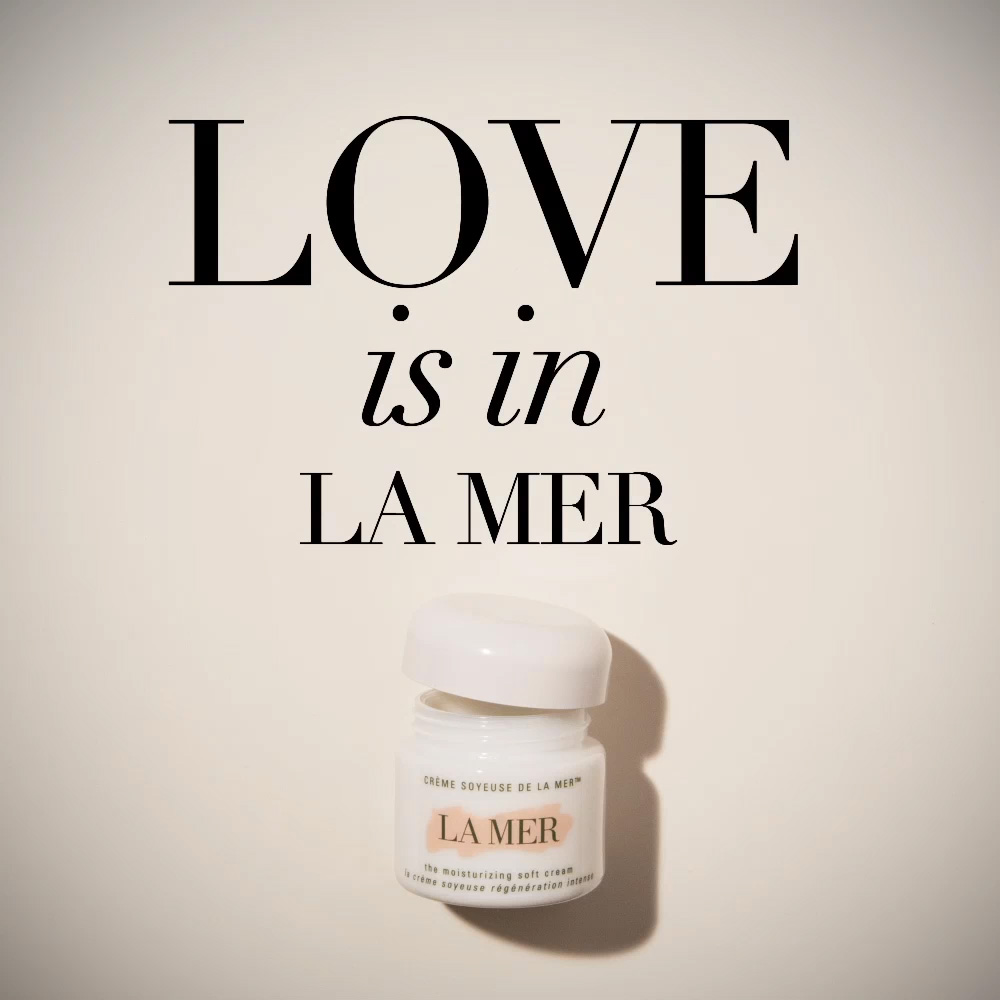 LOVE
is in
LA MER
CRÈME SOYEUSE DE LA MER™
LA MER
the moisturizing soft cream
la crème soyeuse régénération intense